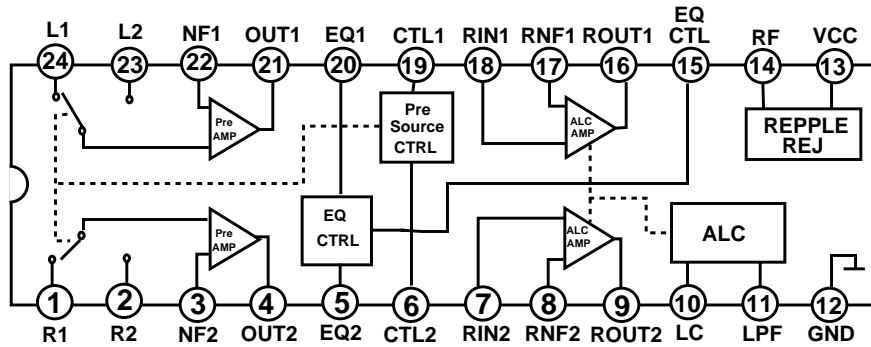 L1 L2 NF1 OUT1 EQ1 CTL1 RIN1 RNF1 ROUT1 EQ CTL RF VCC
24 23 22 21 20 19 18 17 16 15 14 13
Pre AMP
Pre Source CTRL
ALC AMP
REPPLE REJ
EQ CTRL
Pre AMP
ALC AMP
ALC
1 2 3 4 5 6 7 8 9 10 11 12
R1 R2 NF2 OUT2 EQ2 CTL2 RIN2 RNF2 ROUT2 LC LPF GND